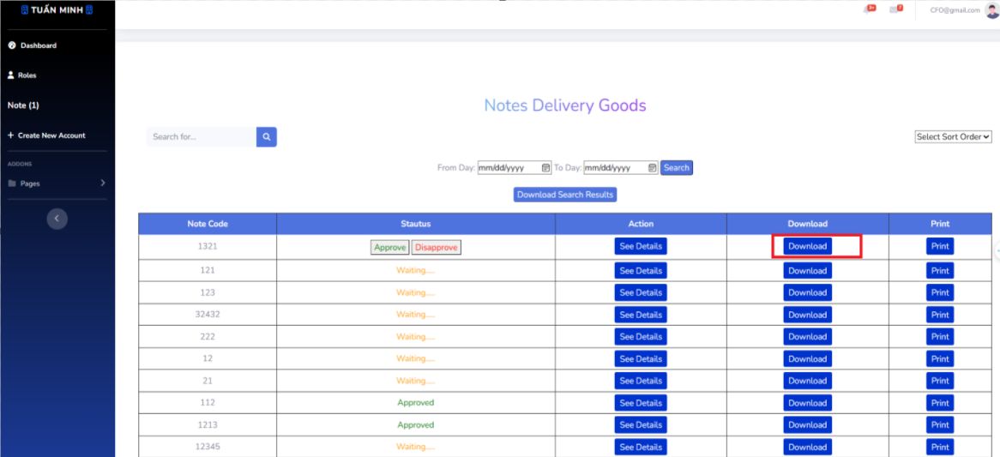 TUẤN MINH
3+
7
CFO@gmail.com
Dashboard
Roles
Note (1)
Create New Account
ADDONS
Pages
Notes Delivery Goods
Search for...
Select Sort Order
From Day: mm/dd/yyyy To Day: mm/dd/yyyy Search
Download Search Results
Note Code Stautus Action Download Print
1321 Approve Disapprove See Details Download Print
121 Waiting..... See Details Download Print
123 Waiting..... See Details Download Print
32432 Waiting..... See Details Download Print
222 Waiting..... See Details Download Print
12 Waiting..... See Details Download Print
21 Waiting..... See Details Download Print
112 Approved See Details Download Print
1213 Approved See Details Download Print
12345 Waiting..... See Details Download Print